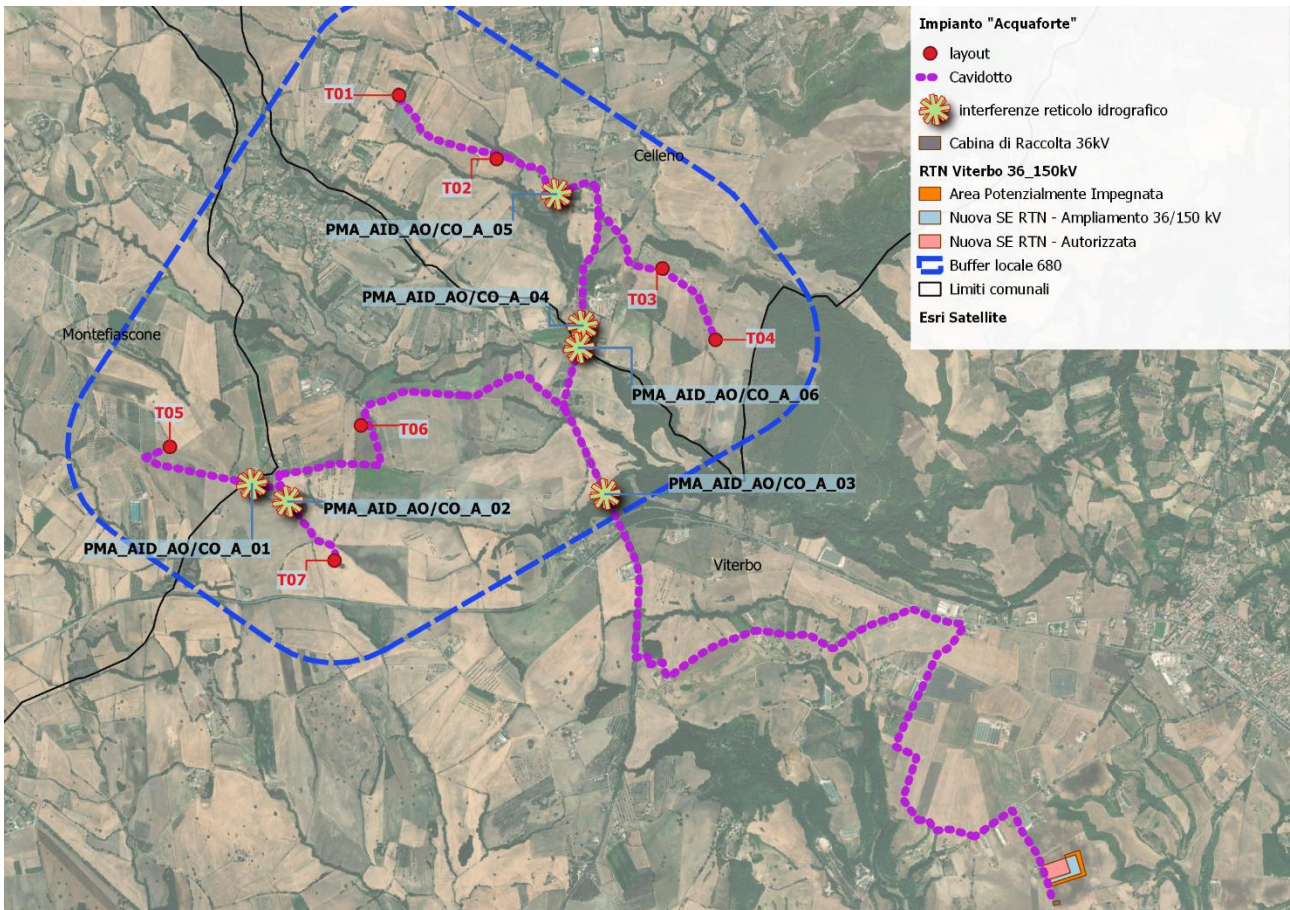 Impianto "Acquaforte"
layout
Cavidotto
interferenze reticolo idrografico
Cabina di Raccolta 36kV
RTN Viterbo 36_150kV
Area Potenzialmente Impegnata
Nuova SE RTN - Ampliamento 36/150 kV
Nuova SE RTN - Autorizzata
Buffer locale 680
Limiti comunali
Esri Satellite
T01
Celleno
T02
PMA_AID_AO/CO_A_05
T03
PMA_AID_AO/CO_A_04
Montefiascone
T04
PMA_AID_AO/CO_A_06
T05
T06
PMA_AID_AO/CO_A_03
PMA_AID_AO/CO_A_02
PMA_AID_AO/CO_A_01
Viterbo
T07